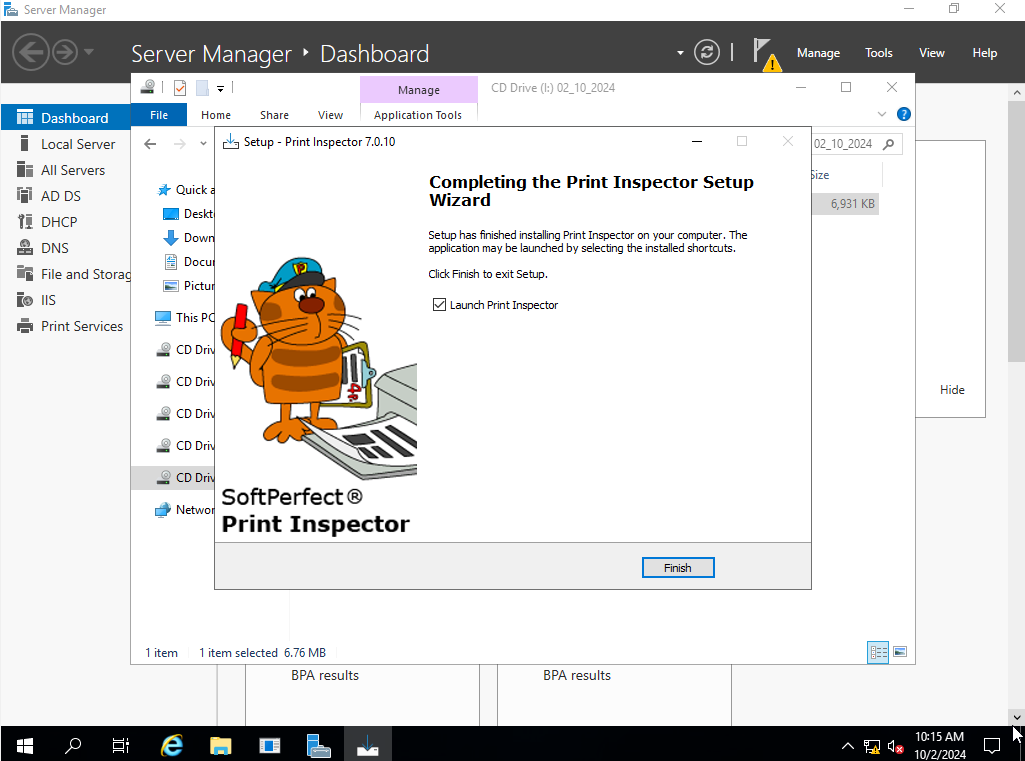 Server Manager
Server Manager
Dashboard
Manage
Tools
View
Help
Dashboard
Local Server
All Servers
AD DS
DHCP
DNS
File and Storag
IIS
Print Services
Manage
CD Drive (I:) 02_10_2024
File
Home
Share
View
Application Tools
?
02_10_2024
Size
6,931 KB
Quick a
Deskt
Down
Docur
Pictur
This PC
CD Driv
CD Driv
CD Driv
CD Driv
CD Driv
Networ
Setup - Print Inspector 7.0.10
Completing the Print Inspector Setup
Wizard
Setup has finished installing Print Inspector on your computer. The
application may be launched by selecting the installed shortcuts.
Click Finish to exit Setup.
Launch Print Inspector
P
SoftPerfect®
Print Inspector
Finish
1 item
1 item selected 6.76 MB
Hide
BPA results
BPA results
10:15 AM
10/2/2024